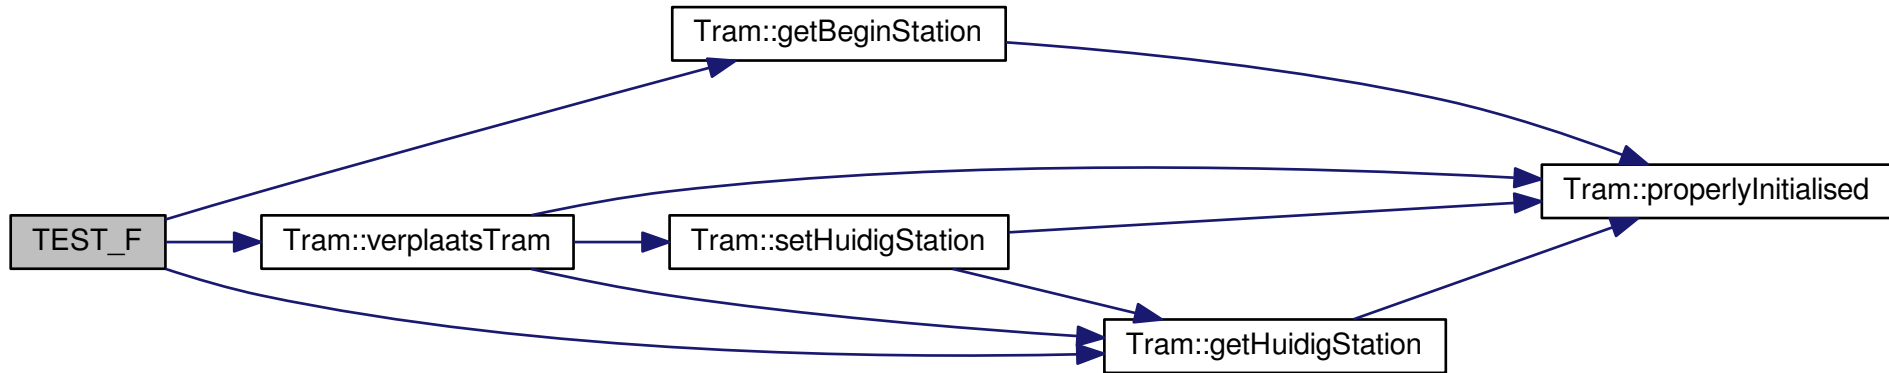 Tram::getBeginStation
Tram::properlyInitialised
TEST_F
Tram::verplaatsTram
Tram::setHuidigStation
Tram::getHuidigStation